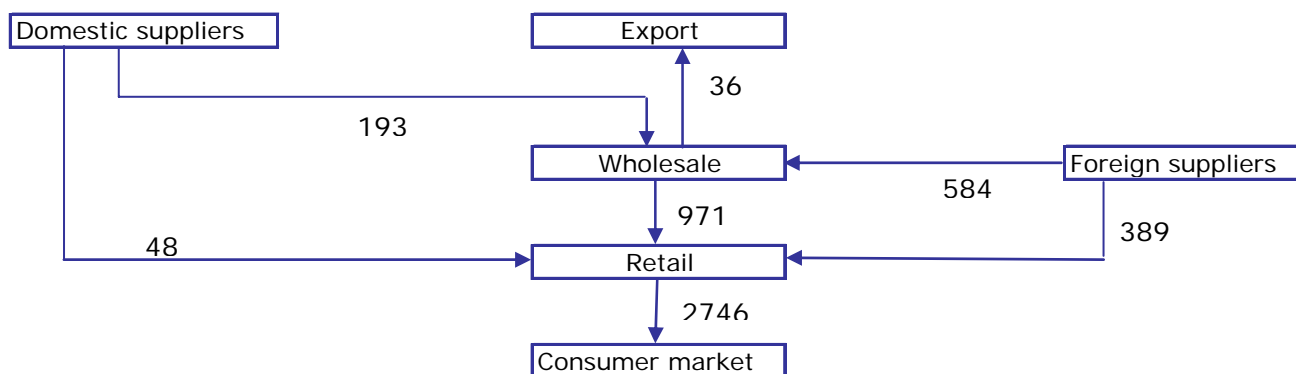 Domestic suppliers
Export
36
193
Wholesale
Foreign suppliers
584
971
389
48
Retail
2746
Consumer market